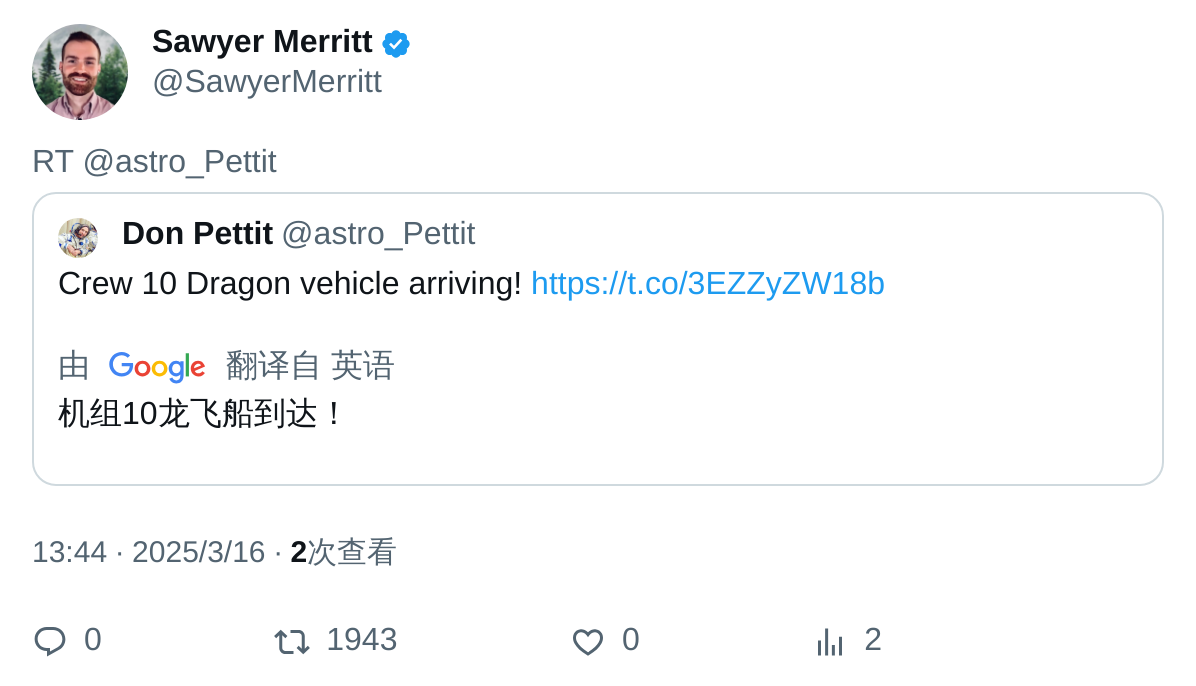 Sawyer Merritt
@SawyerMerritt
RT @astro_Pettit
Don Pettit @astro_Pettit
Crew 10 Dragon vehicle arriving! https://t.co/3EZZyZW18b
由 Google 翻译自 英语
机组10龙飞船到达！
13:44 · 2025/3/16 · 2次查看
0 1943 0 2